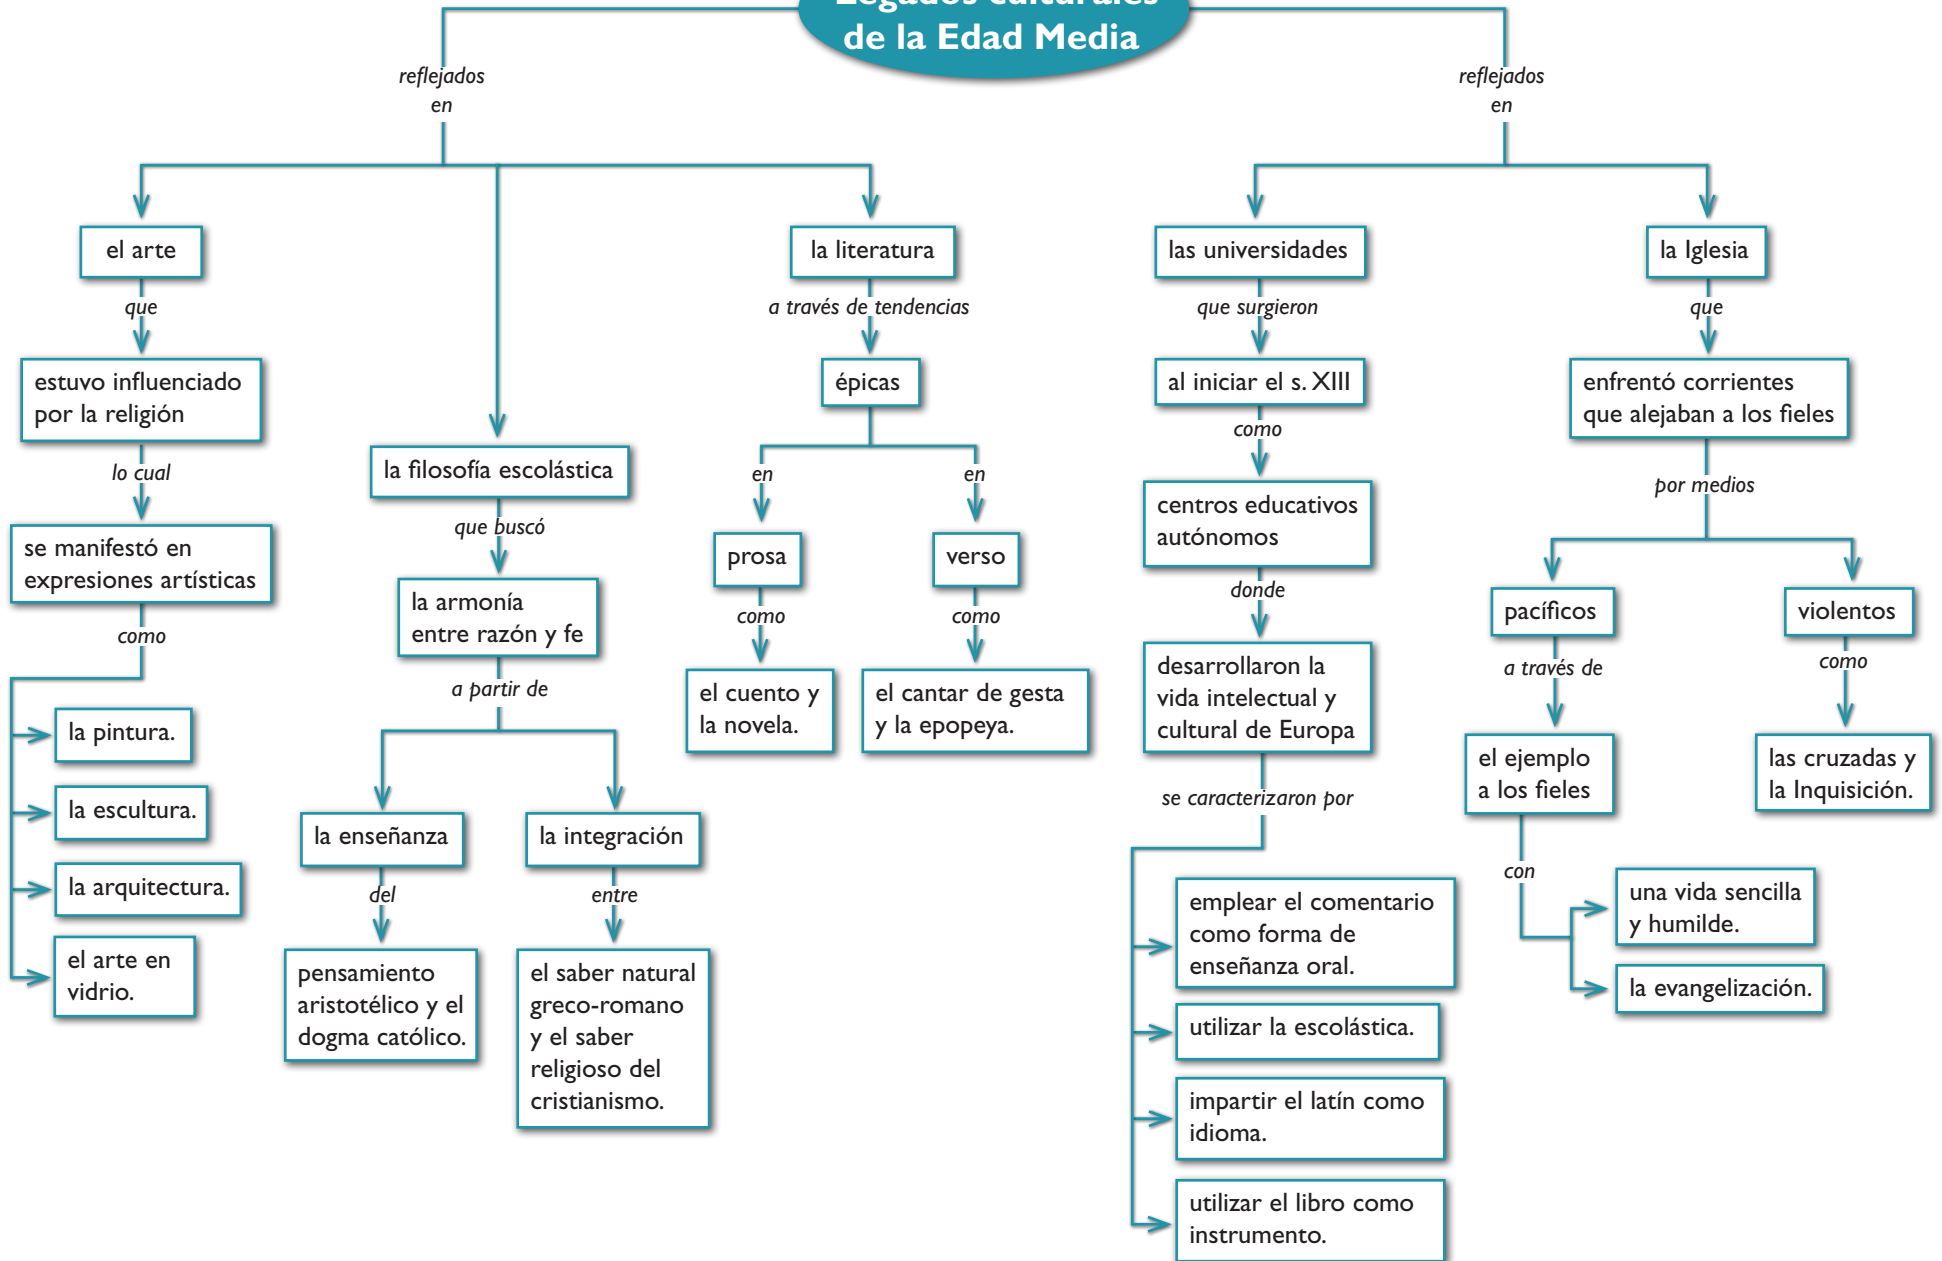 Legados culturales
de la Edad Media
reflejados
en
reflejados
en
el arte
que
estuvo influenciado
por la religión
lo cual
se manifestó en
expresiones artísticas
como
la pintura.
la escultura.
la arquitectura.
el arte en
vidrio.
la filosofía escolástica
que buscó
la armonía
entre razón y fe
a partir de
la enseñanza
del
pensamiento
aristotélico y el
dogma católico.
la integración
entre
el saber natural
greco-romano
y el saber
religioso del
cristianismo.
la literatura
a través de tendencias
épicas
en
prosa
como
el cuento y
la novela.
en
verso
como
el cantar de gesta
y la epopeya.
las universidades
que surgieron
al iniciar el s. XIII
como
centros educativos
autónomos
donde
desarrollaron la
vida intelectual y
cultural de Europa
se caracterizaron por
emplear el comentario
como forma de
enseñanza oral.
utilizar la escolástica.
impartir el latín como
idioma.
utilizar el libro como
instrumento.
la Iglesia
que
enfrentó corrientes
que alejaban a los fieles
por medios
pacíficos
a través de
el ejemplo
a los fieles
con
una vida sencilla
y humilde.
la evangelización.
violentos
como
las cruzadas y
la Inquisición.